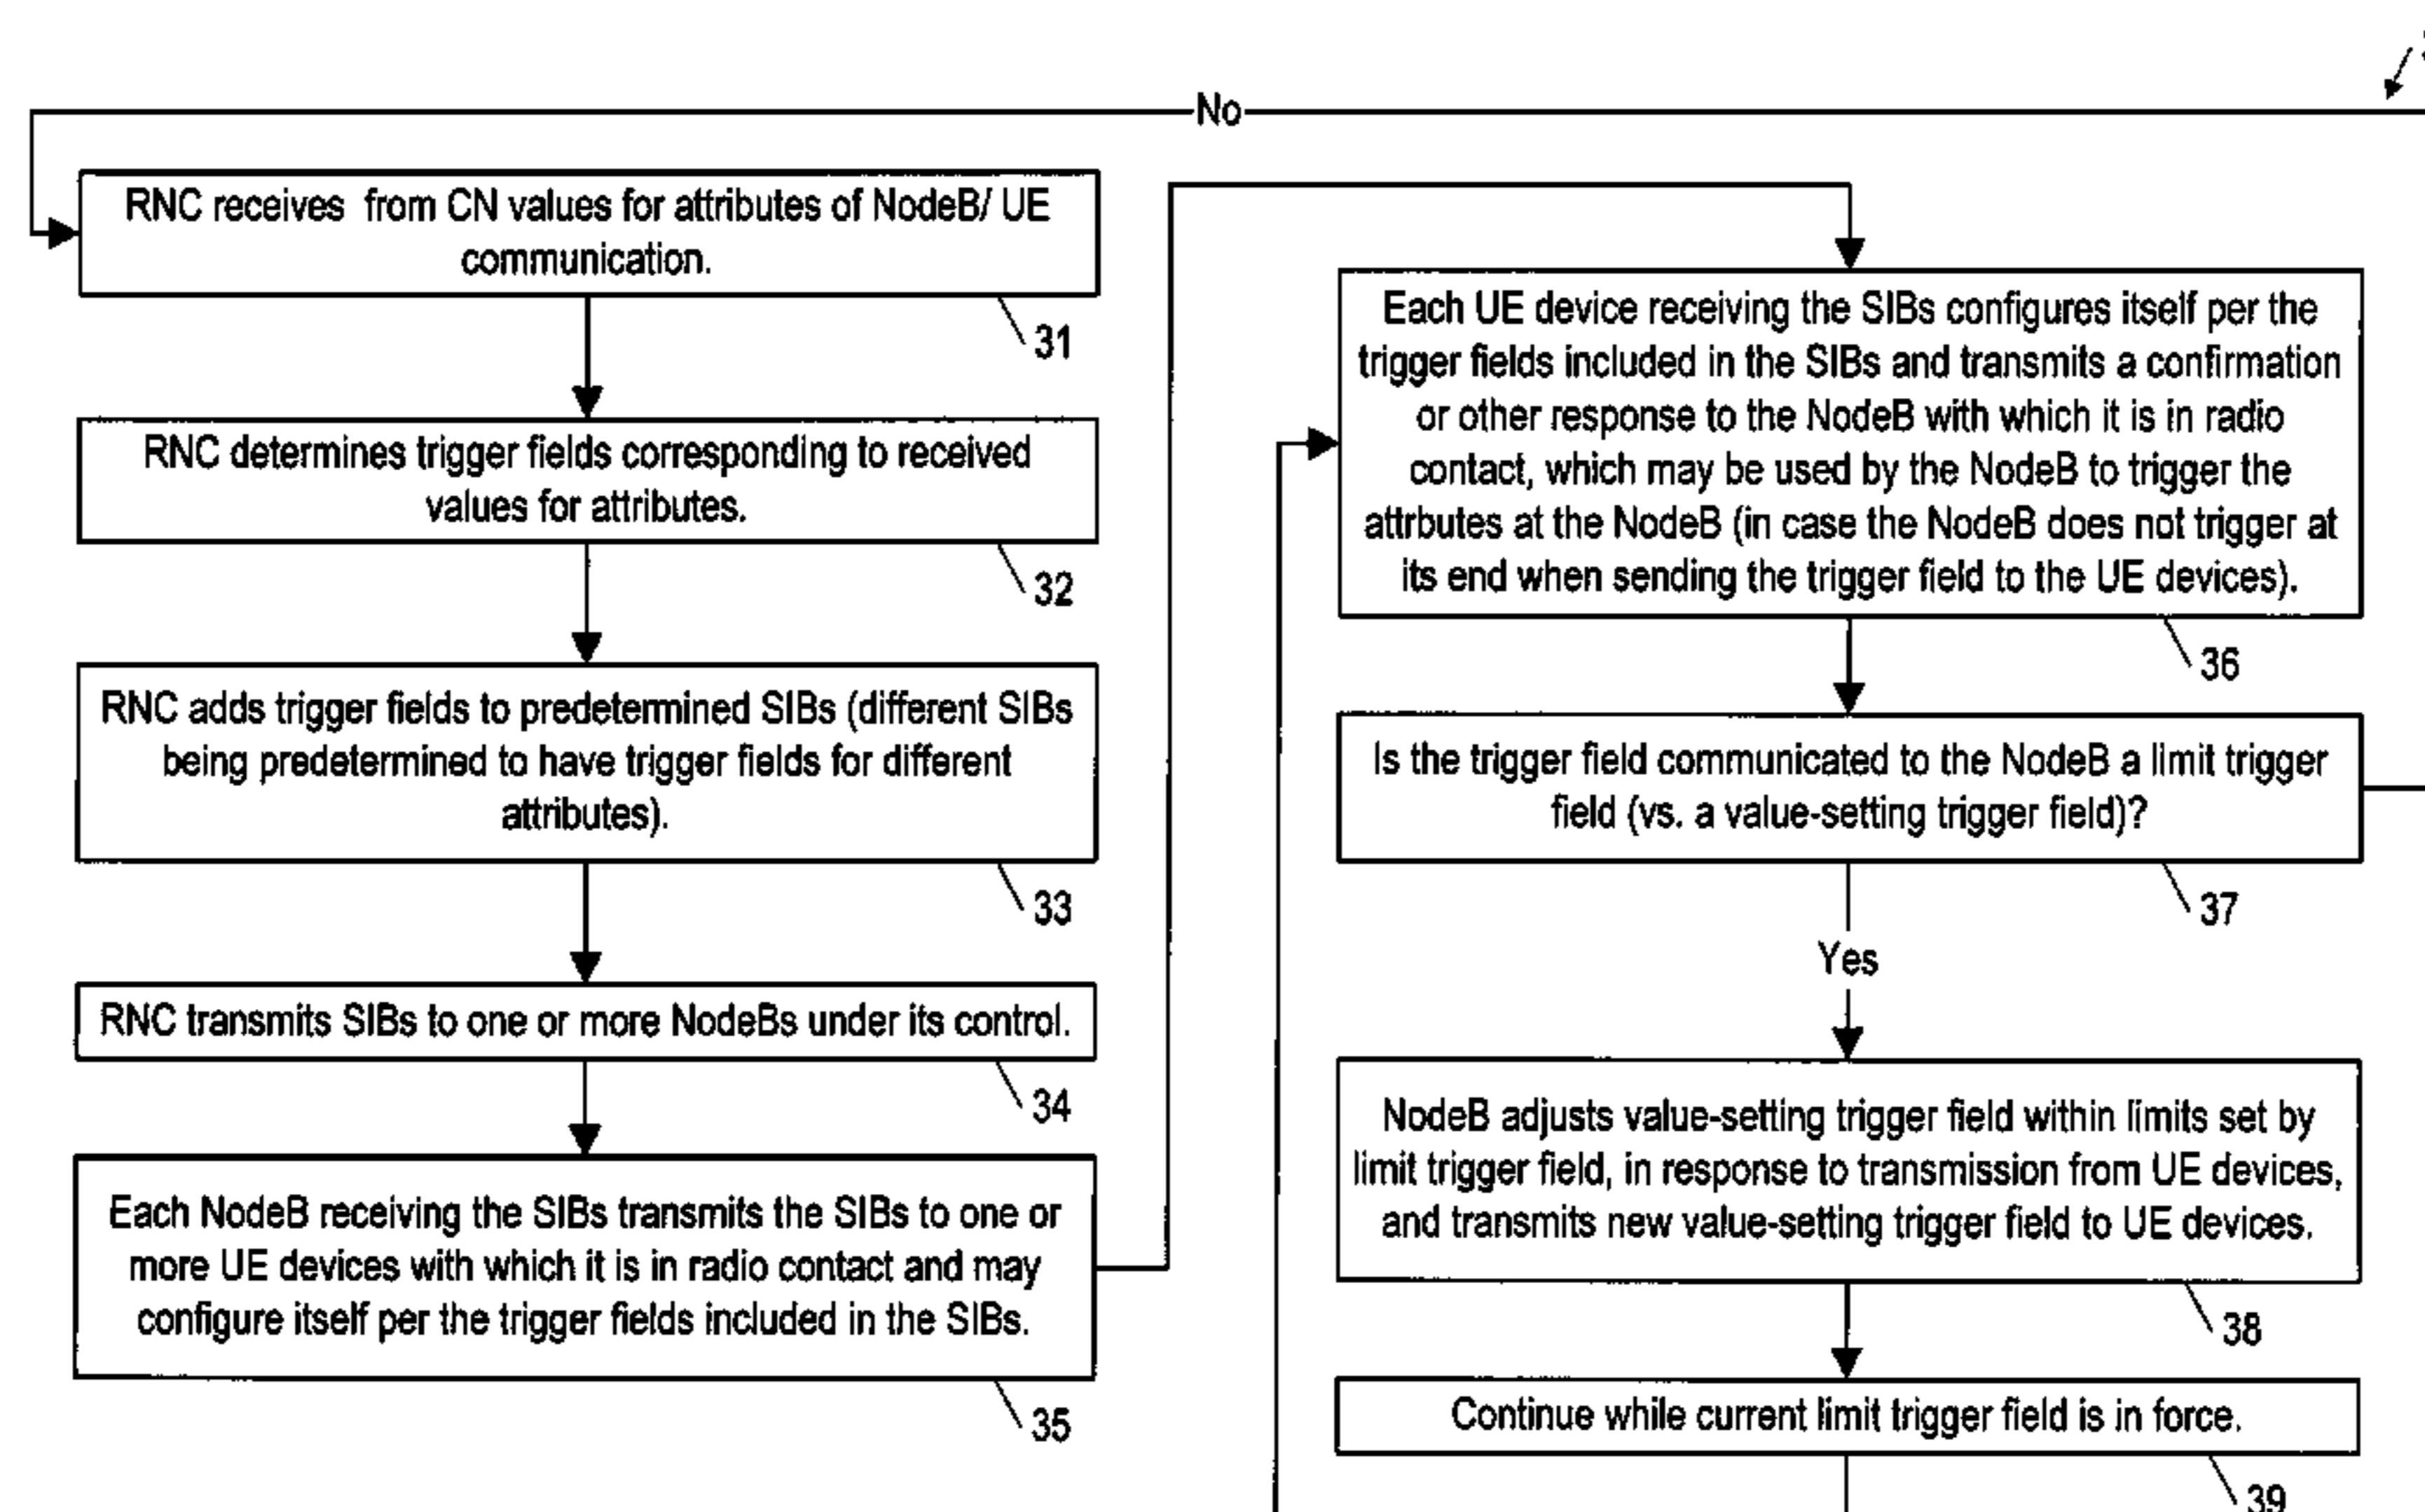 No
RNC receives from CN values for attributes of NodeB/ UE
communication.
31
RNC determines trigger fields corresponding to received
values for attributes.
32
RNC adds trigger fields to predetermined SIBs (different SIBs
being predetermined to have trigger fields for different
attributes).
33
RNC transmits SIBs to one or more NodeBs under its control.
34
Each NodeB receiving the SIBs transmits the SIBs to one or
more UE devices with which it is in radio contact and may
configure itself per the trigger fields included in the SIBs.
35
Each UE device receiving the SIBs configures itself per the
trigger fields included in the SIBs and transmits a confirmation
or other response to the NodeB with which it is in radio
contact, which may be used by the NodeB to trigger the
attrbutes at the NodeB (in case the NodeB does not trigger at
its end when sending the trigger field to the UE devices).
36
Is the trigger field communicated to the NodeB a limit trigger
field (vs. a value-setting trigger field)?
37
Yes
NodeB adjusts value-setting trigger field within limits set by
limit trigger field, in response to transmission from UE devices,
and transmits new value-setting trigger field to UE devices.
38
Continue while current limit trigger field is in force.
39